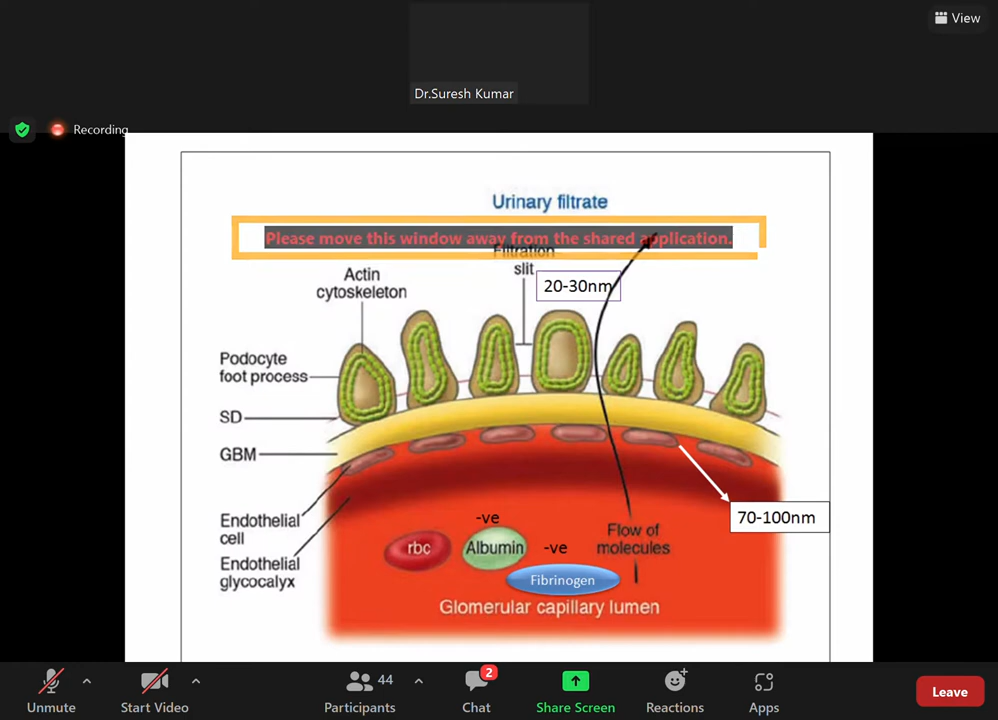 View
Dr.Suresh Kumar
Recording
Urinary filtrate
Please move this window away from the shared application.
Filtration
slit
20-30nm
Actin
cytoskeleton
Podocyte
foot process
SD
GBM
70-100nm
Endothelial
cell
Endothelial
glycocalyx
-ve
rbc
Albumin
-ve
Fibrinogen
Flow of
molecules
Glomerular capillary lumen
Unmute
Start Video
44
Participants
2
Chat
Share Screen
Reactions
Apps
Leave